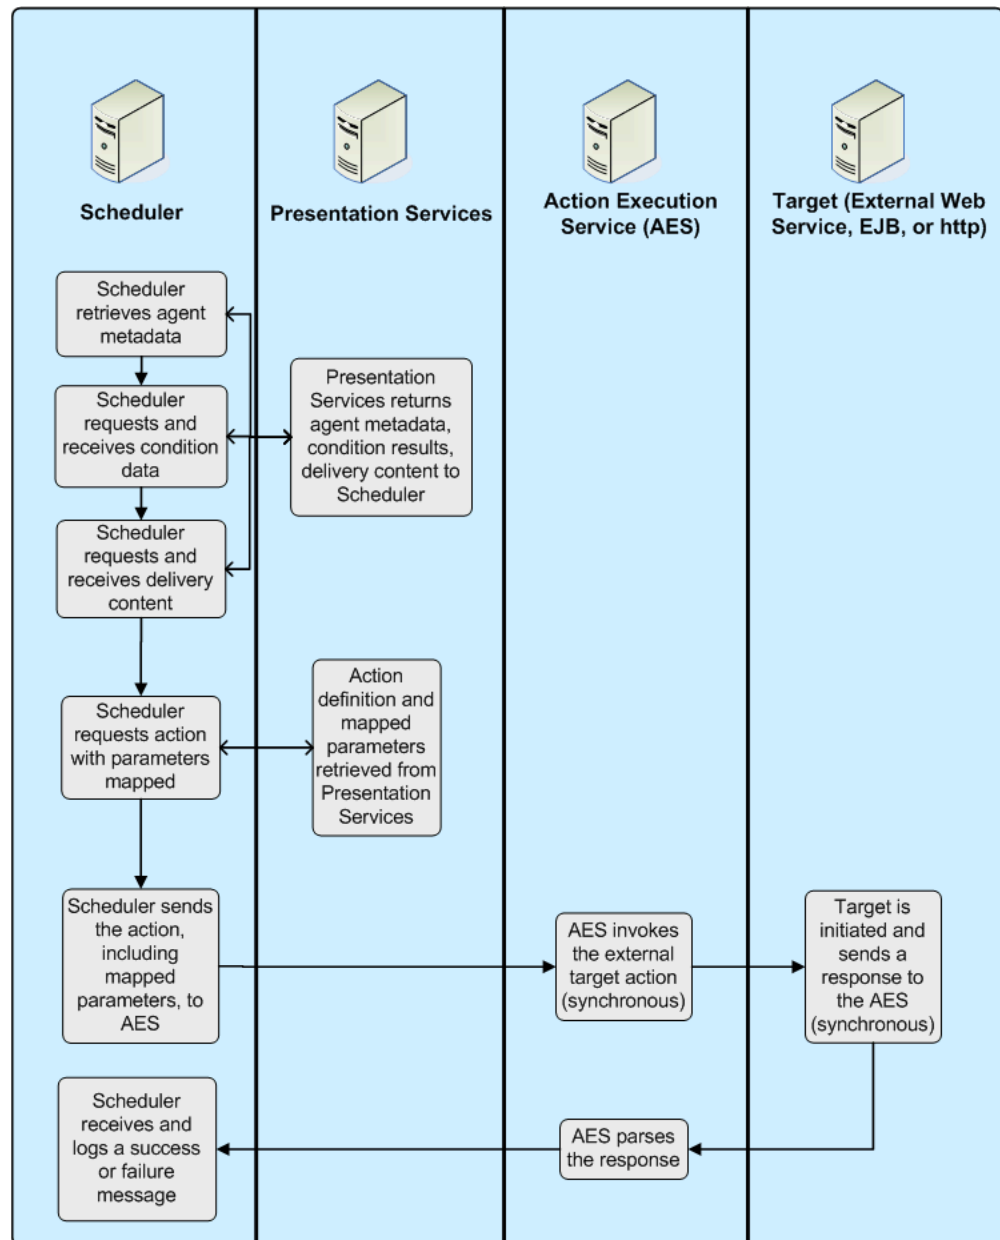 Scheduler
Presentation Services
Action Execution
Service (AES)
Target (External Web
Service, EJB, or http)
Scheduler
retrieves agent
metadata
Scheduler
requests and
receives condition
data
Presentation
Services returns
agent metadata,
condition results,
delivery content to
Scheduler
Scheduler
requests and
receives delivery
content
Scheduler
requests action
with parameters
mapped
Action
definition and
mapped
parameters
retrieved from
Presentation
Services
Scheduler sends
the action,
including
mapped
parameters, to
AES
AES invokes
the external
target action
(synchronous)
Target is
initiated and
sends a
response to
the AES
(synchronous)
Scheduler
receives and
logs a success
or failure
message
AES parses
the response